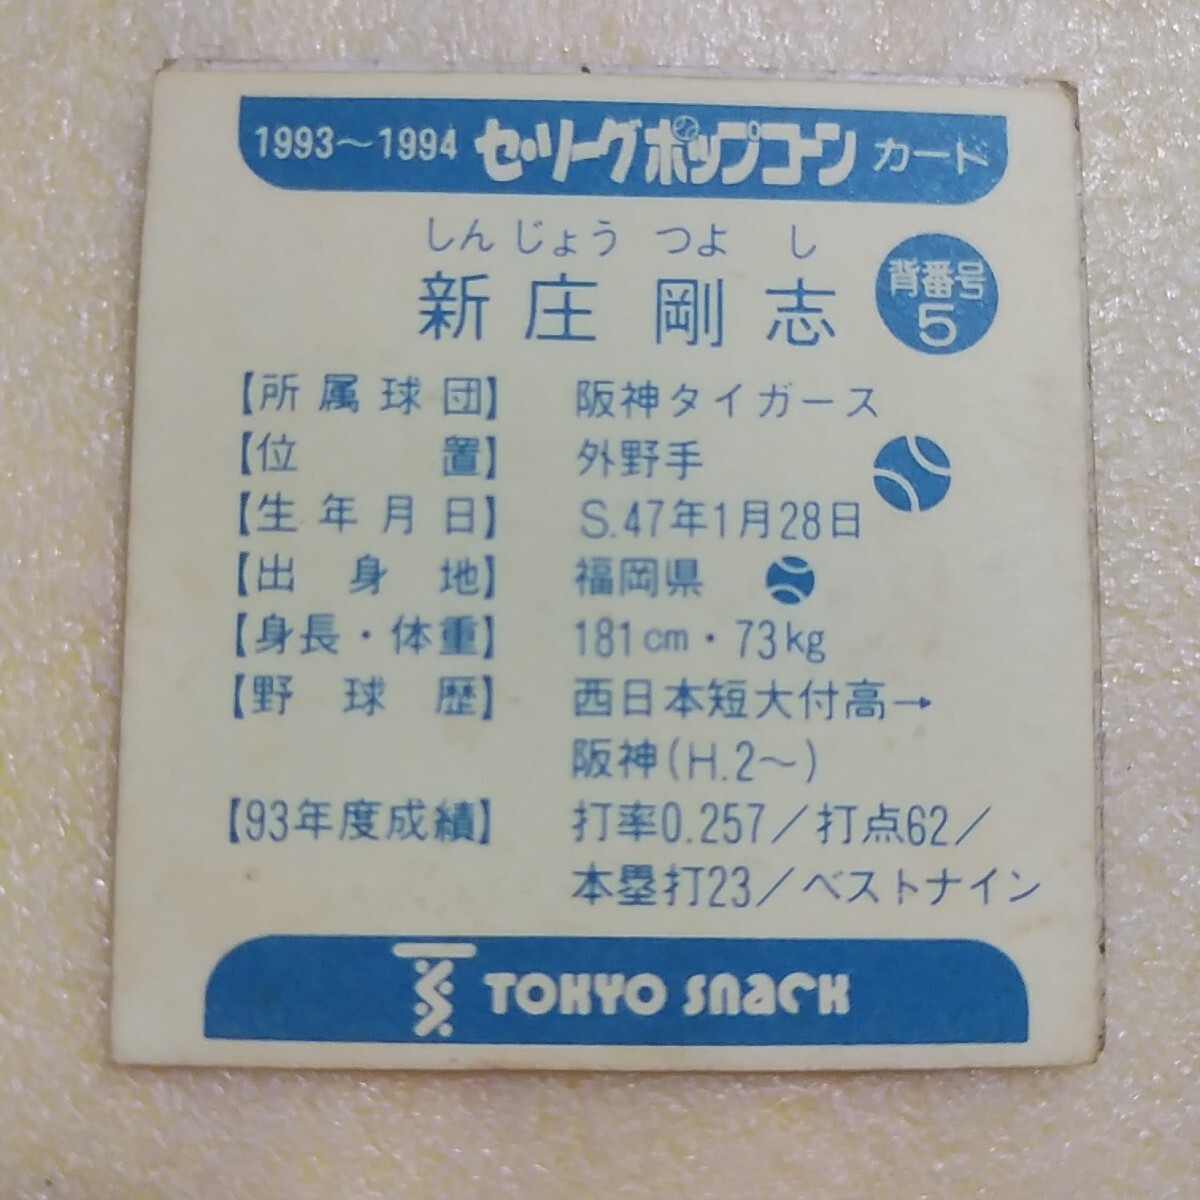 1993～1994 セ・リーグポップコーン カード
しんじょう つよ し
新庄 剛志
背番号
5
【所属球団】 阪神タイガース
【位置】 外野手
【生年月日】 S.47年1月28日
【出身地】 福岡県
【身長・体重】 181cm・73kg
【野球歴】 西日本短大付高→
阪神(H.2～)
【93年度成績】 打率0.257／打点62／
本塁打23／ベストナイン
TOKYO SNACK